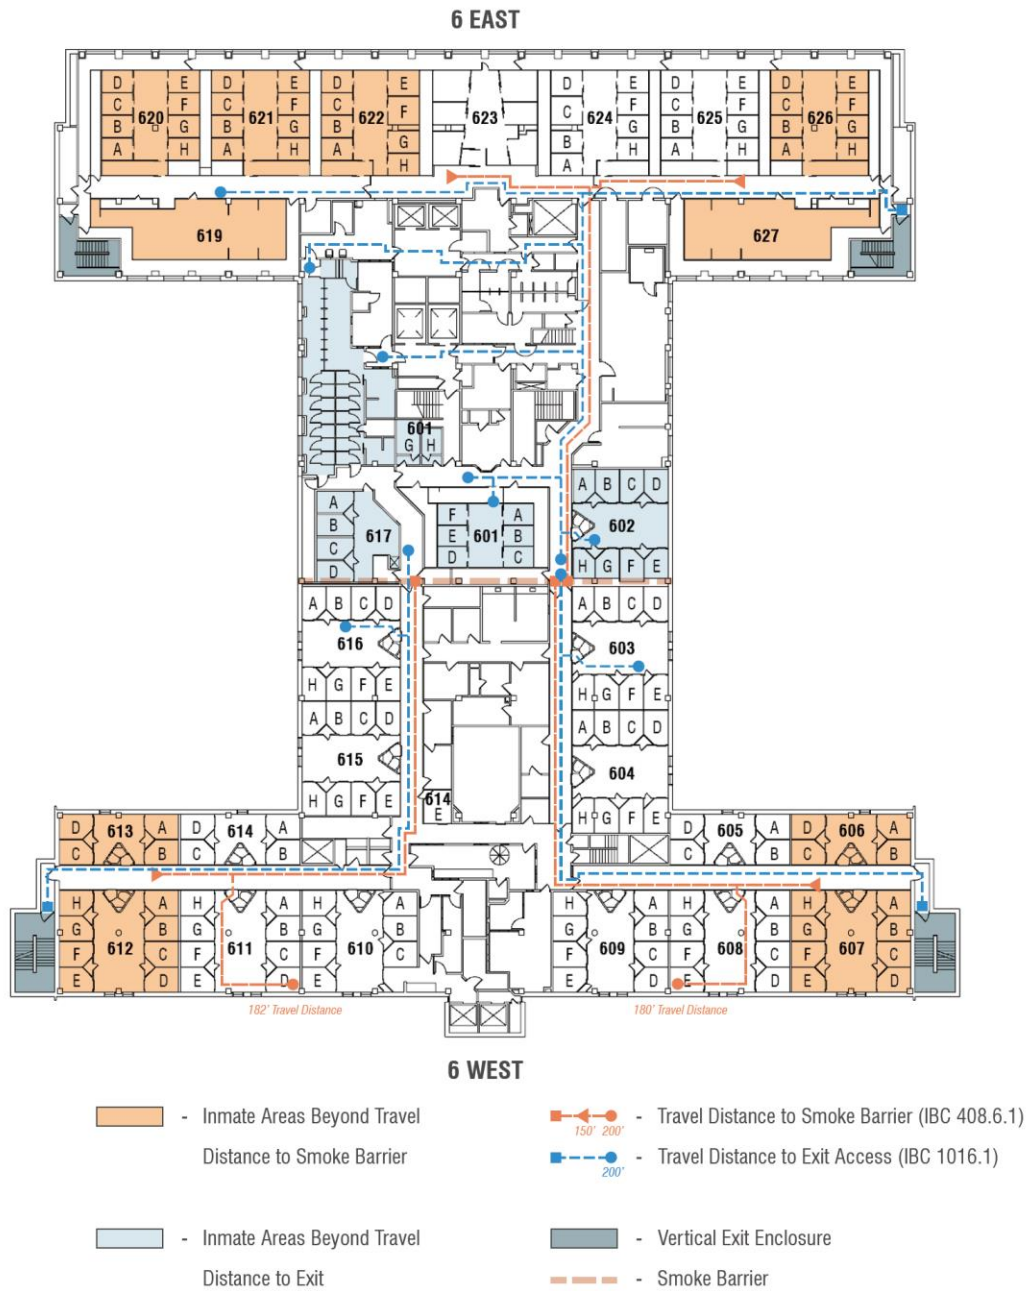 6 EAST
D E D E D E D E D E D E
C 620 F C 621 F C 622 F 623 C 624 F C 625 F C 626 F
B G B G B G B G B G B G
A H A H A H A H A H A H
619 627
601
G H
A B C D
A
B
C
D
617
F A
E 601 B
D C
602
H G F E
A B C D A B C D
616 603
H G F E H G F E
A B C D A B C D
615 604
H G F E H G F E
614
E
D 613 A D 614 A D 605 A D 606 A
C B C B C B C B
H A H A H A H A H A H A
G B G B G B G B G B G B
F 612 C F 611 C F 610 C F 609 C F 608 C F 607 C
E D E D E E D E D E D
182' Travel Distance 180' Travel Distance
6 WEST
- Inmate Areas Beyond Travel
Distance to Smoke Barrier
- Travel Distance to Smoke Barrier (IBC 408.6.1)
150' 200'
- Travel Distance to Exit Access (IBC 1016.1)
200'
- Inmate Areas Beyond Travel
Distance to Exit
- Vertical Exit Enclosure
- Smoke Barrier